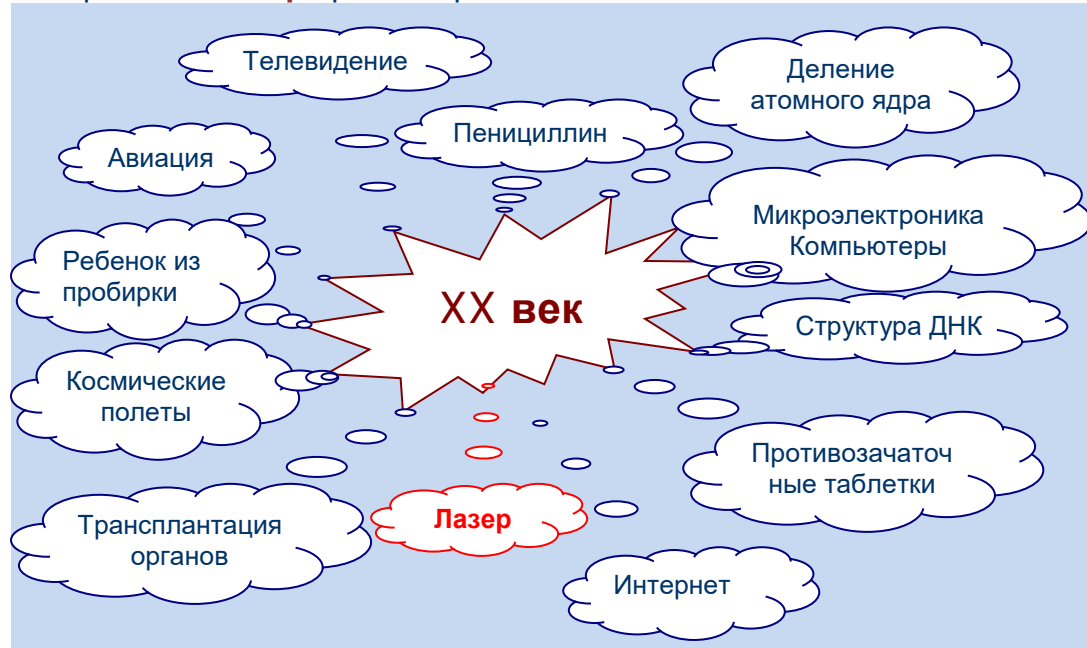 Телевидение
Деление
атомного ядра
Пенициллин
Авиация
Микроэлектроника
Компьютеры
Ребенок из
пробирки
XX век
Структура ДНК
Космические
полеты
Противозачаточ
ные таблетки
Лазер
Трансплантация
органов
Интернет